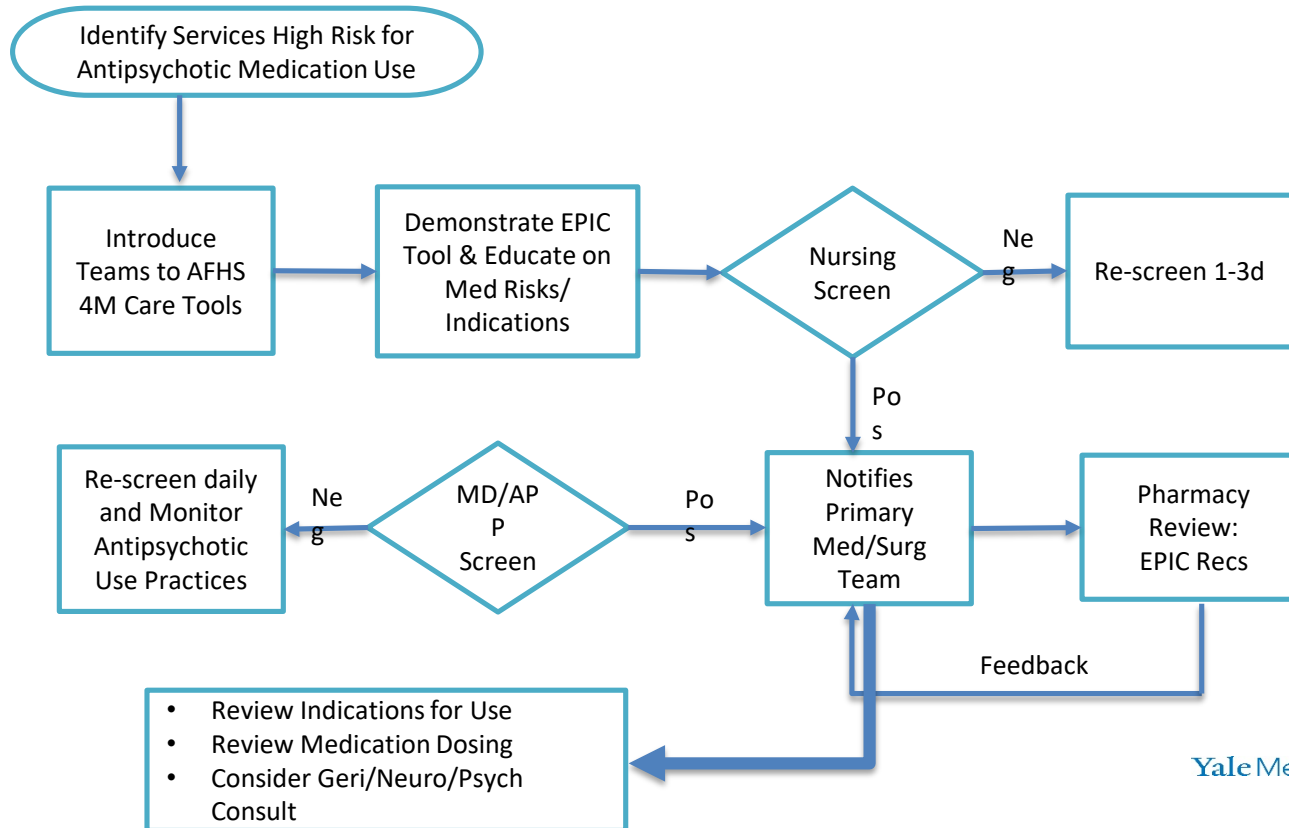 Identify Services High Risk for
Antipsychotic Medication Use
Introduce
Teams to AFHS
4M Care Tools
Demonstrate EPIC
Tool & Educate on
Med Risks/
Indications
Nursing
Screen
Ne
g
Re-screen 1-3d
Po
s
Re-screen daily
and Monitor
Antipsychotic
Use Practices
Ne
g
MD/AP
P
Screen
Po
s
Notifies
Primary
Med/Surg
Team
Pharmacy
Review:
EPIC Recs
Feedback
• Review Indications for Use
• Review Medication Dosing
• Consider Geri/Neuro/Psych
Consult
Yale Me